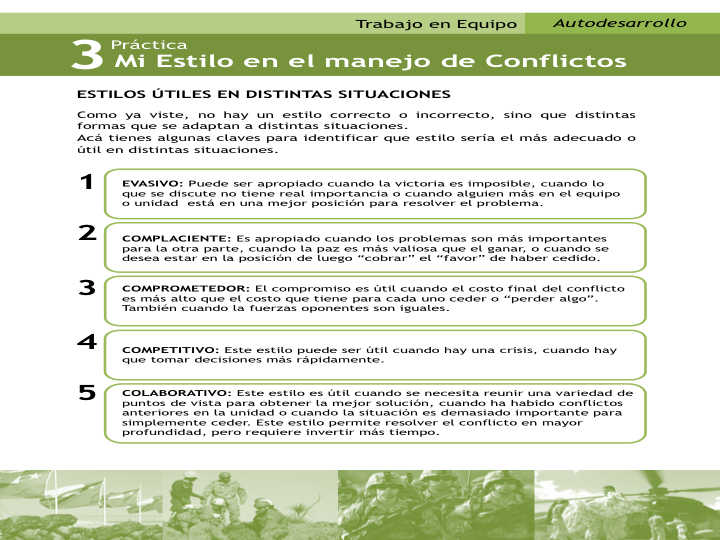 Trabajo en Equipo
Autodesarrollo
3
Práctica
Mi Estilo en el manejo de Conflictos
ESTILOS ÚTILES EN DISTINTAS SITUACIONES
Como ya viste, no hay un estilo correcto o incorrecto, sino que distintas
formas que se adaptan a distintas situaciones.
Acá tienes algunas claves para identificar que estilo sería el más adecuado o
útil en distintas situaciones.
1
EVASIVO: Puede ser apropiado cuando la victoria es imposible, cuando lo
que se discute no tiene real importancia o cuando alguien más en el equipo
o unidad está en una mejor posición para resolver el problema.
2
COMPLACIENTE: Es apropiado cuando los problemas son más importantes
para la otra parte, cuando la paz es más valiosa que el ganar, o cuando se
desea estar en la posición de luego “cobrar” el “favor” de haber cedido.
3
COMPROMETEDOR: El compromiso es útil cuando el costo final del conflicto
es más alto que el costo que tiene para cada uno ceder o “perder algo”.
También cuando la fuerzas oponentes son iguales.
4
COMPETITIVO: Este estilo puede ser útil cuando hay una crisis, cuando hay
que tomar decisiones más rápidamente.
5
COLABORATIVO: Este estilo es útil cuando se necesita reunir una variedad de
puntos de vista para obtener la mejor solución, cuando ha habido conflictos
anteriores en la unidad o cuando la situación es demasiado importante para
simplemente ceder. Este estilo permite resolver el conflicto en mayor
profundidad, pero requiere invertir más tiempo.